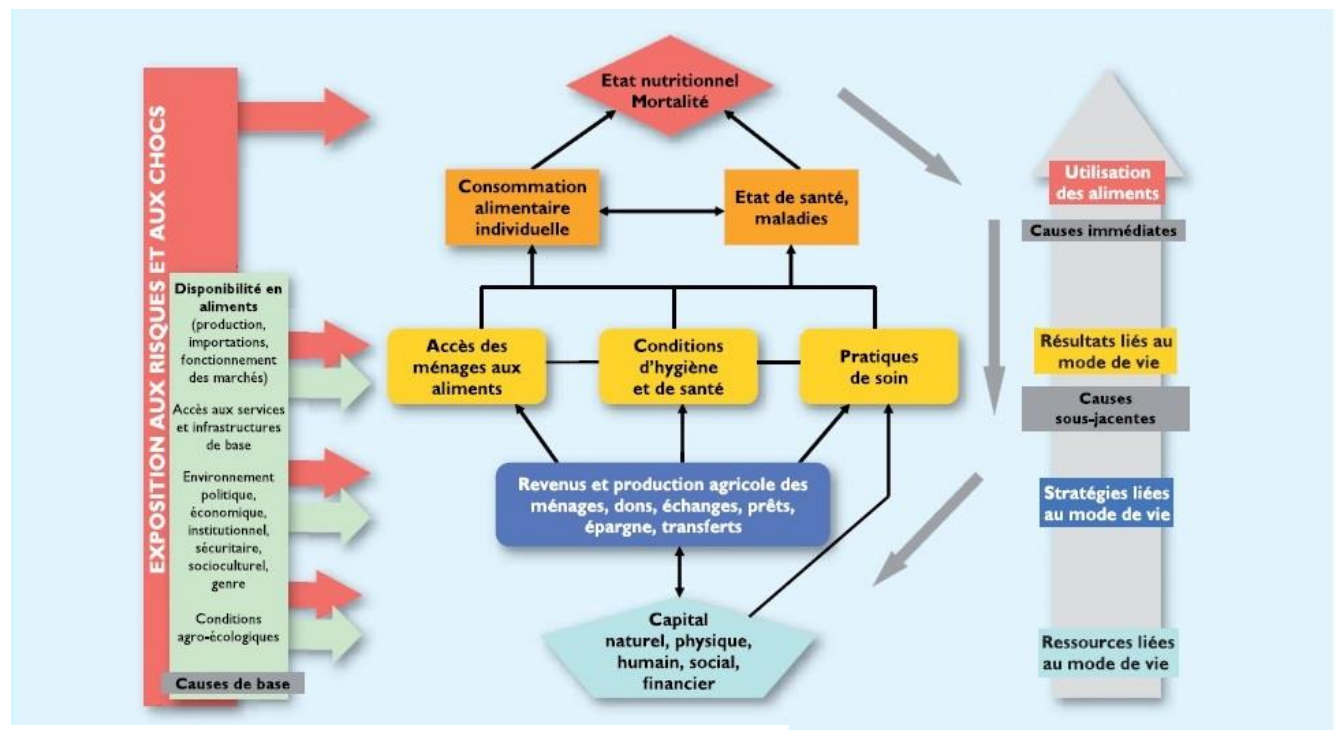 EXPOSITION AUX RISQUES ET AUX CHOCS
Disponibilité en
aliments
(production,
importations,
fonctionnement
des marchés)
Accès aux services
et infrastructures
de base
Environnement
politique,
économique,
institutionnel,
sécuritaire,
socioculturel,
genre
Conditions
agro-écologiques
Causes de base
Etat nutritionnel
Mortalité
Consommation
alimentaire
individuelle
Etat de santé,
maladies
Accès des
ménages aux
aliments
Conditions
d'hygiène
et de santé
Pratiques
de soin
Revenus et production agricole des
ménages, dons, échanges, prêts,
épargne, transferts
Capital
naturel, physique,
humain, social,
financier
Utilisation
des aliments
Causes immédiates
Résultats liés au
mode de vie
Causes
sous-jacentes
Stratégies liées
au mode de vie
Ressources liées
au mode de vie